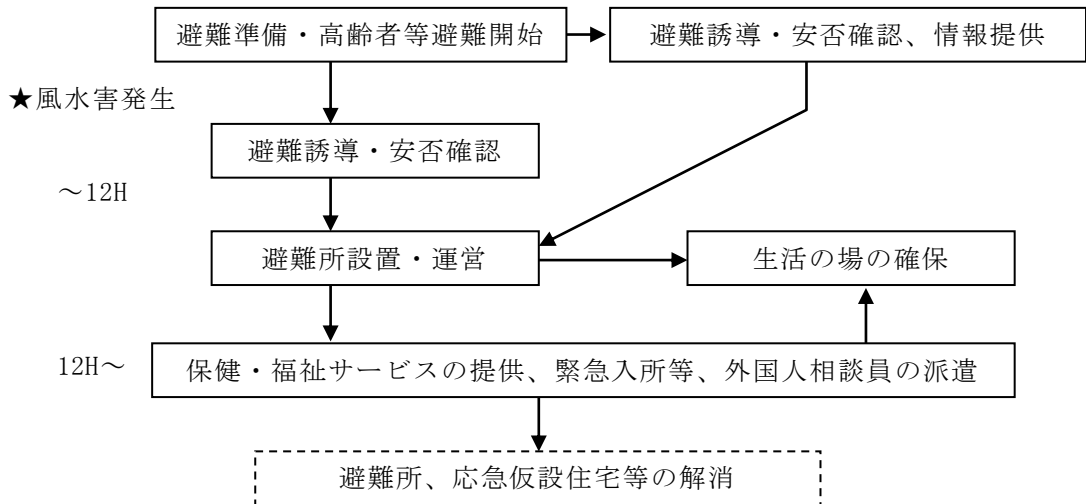 避難準備・高齢者等避難開始
避難誘導・安否確認、情報提供
★風水害発生
避難誘導・安否確認
～12H
避難所設置・運営
生活の場の確保
12H～
保健・福祉サービスの提供、緊急入所等、外国人相談員の派遣
避難所、応急仮設住宅等の解消